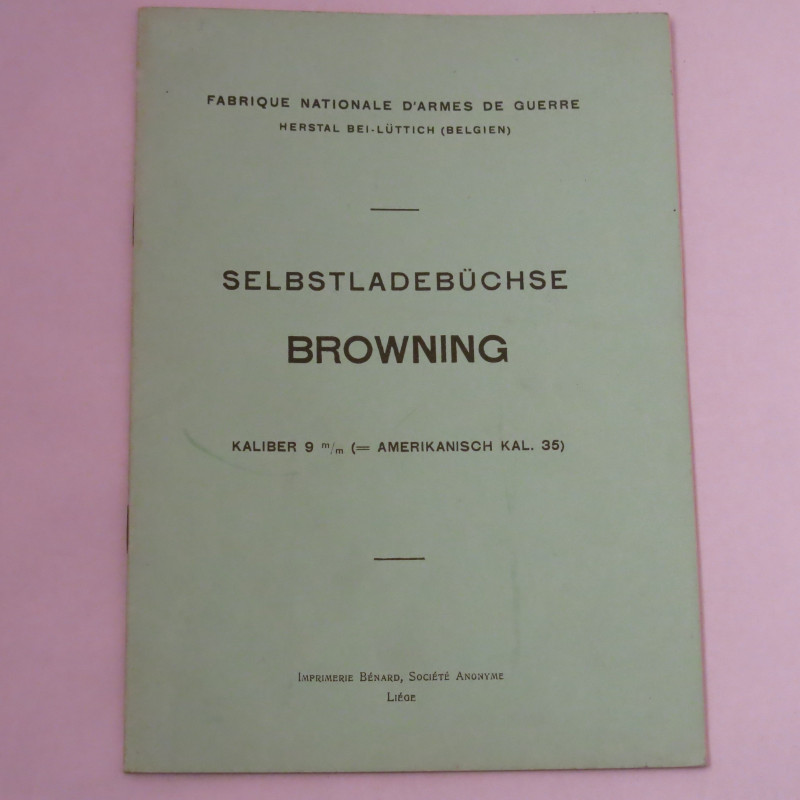 FABRIQUE NATIONALE D'ARMES DE GUERRE
HERSTAL BEI-LÜTTICH (BELGIEN)
SELBSTLADEBÜCHSE
BROWNING
KALIBER 9 m/m (= AMERIKANISCH KAL. 35)
IMPRIMERIE BÉNARD, SOCIÉTÉ ANONYME
LIÉGE